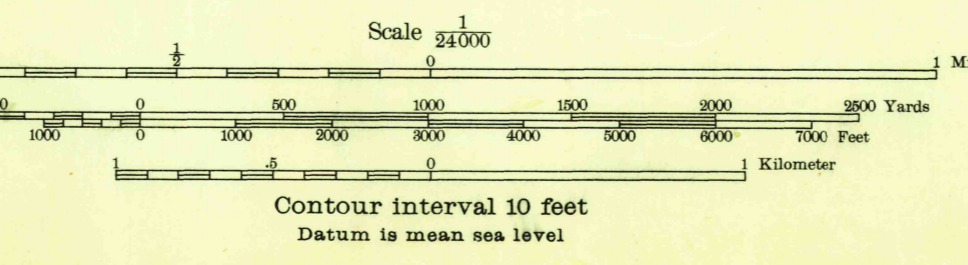 Scale 1/24000
1/2 0 1 Mi
0 0 500 1000 1500 2000 2500 Yards
1000 0 1000 2000 3000 4000 5000 6000 7000 Feet
1 .5 0 1 Kilometer
Contour interval 10 feet
Datum is mean sea level